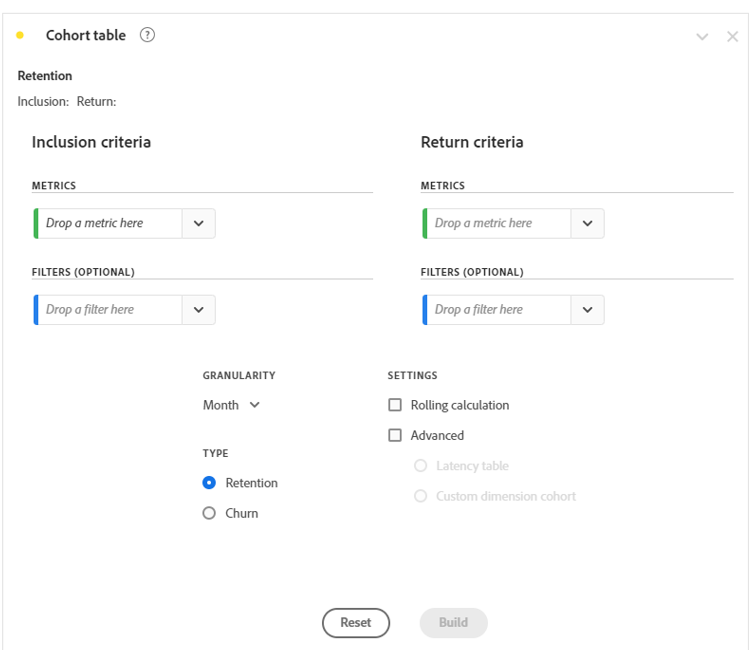 Cohort table ?
Retention
Inclusion: Return:
Inclusion criteria
METRICS
Drop a metric here
FILTERS (OPTIONAL)
Drop a filter here
Return criteria
METRICS
Drop a metric here
FILTERS (OPTIONAL)
Drop a filter here
GRANULARITY
Month
TYPE
Retention
Churn
SETTINGS
Rolling calculation
Advanced
Latency table
Custom dimension cohort
Reset
Build